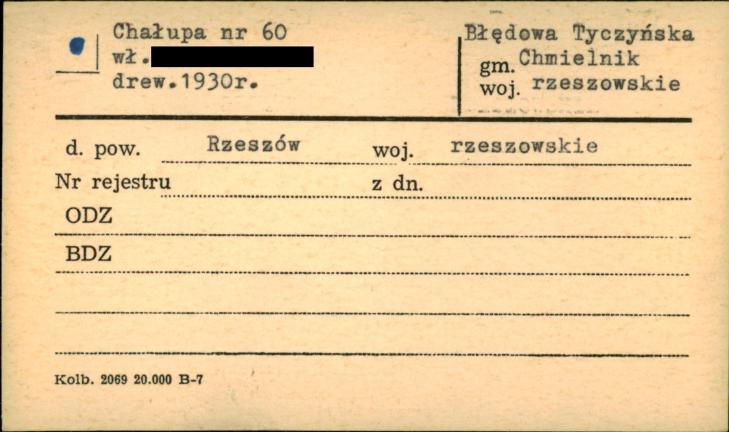 Chałupa nr 60
wł.
drew.1930r.
Błędowa Tyczyńska
gm. Chmielnik
woj. rzeszowskie
d. pow. Rzeszów woj. rzeszowskie
Nr rejestru z dn.
ODZ
BDZ
Kolb. 2069 20.000 B-7